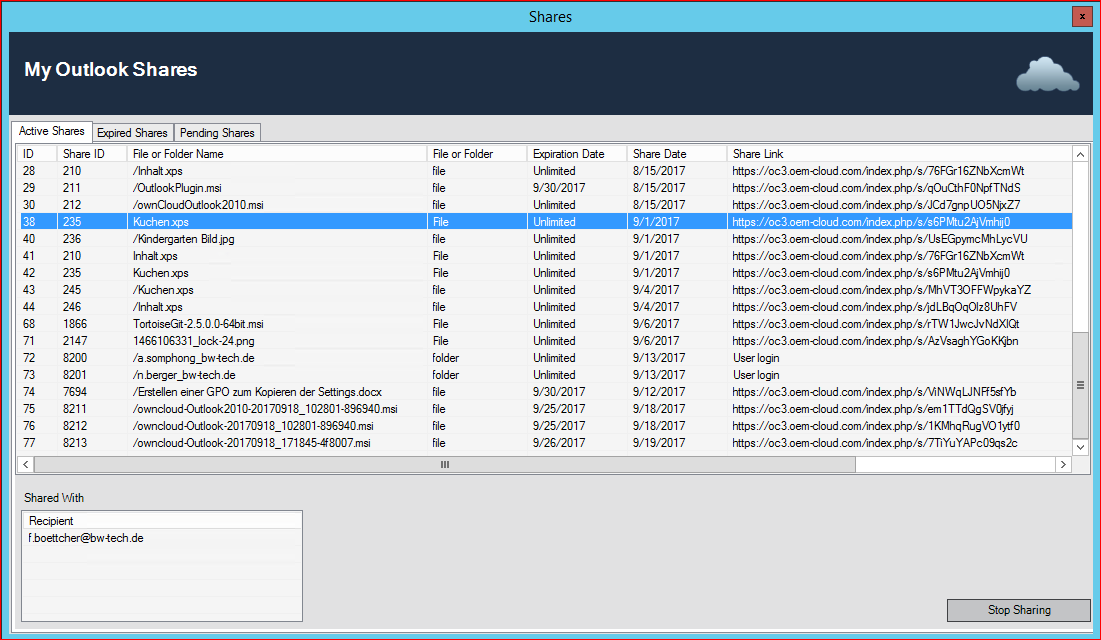 Shares
x
My Outlook Shares
Active Shares Expired Shares Pending Shares
ID Share ID File or Folder Name File or Folder Expiration Date Share Date Share Link
28 210 /Inhalt.xps file Unlimited 8/15/2017 https://oc3.oem-cloud.com/index.php/s/76FGr16ZNbXcmWt
29 211 /OutlookPlugin.msi file 9/30/2017 8/15/2017 https://oc3.oem-cloud.com/index.php/s/qOuCthF0NpfTNdS
30 212 /ownCloudOutlook2010.msi file Unlimited 8/15/2017 https://oc3.oem-cloud.com/index.php/s/JCd7gnpUO5NjxZ7
38 235 Kuchen.xps File Unlimited 9/1/2017 https://oc3.oem-cloud.com/index.php/s/s6PMtu2AjVmhij0
40 236 /Kindergarten Bild.jpg file Unlimited 9/1/2017 https://oc3.oem-cloud.com/index.php/s/UsEGpymcMhLycVU
41 210 Inhalt.xps File Unlimited 9/1/2017 https://oc3.oem-cloud.com/index.php/s/76FGr16ZNbXcmWt
42 235 Kuchen.xps File Unlimited 9/1/2017 https://oc3.oem-cloud.com/index.php/s/s6PMtu2AjVmhij0
43 245 /Kuchen.xps file Unlimited 9/4/2017 https://oc3.oem-cloud.com/index.php/s/MhVT3OFFWpykaYZ
44 246 /Inhalt.xps file Unlimited 9/4/2017 https://oc3.oem-cloud.com/index.php/s/jdLBqOqOlz8UhFV
68 1866 TortoiseGit-2.5.0.0-64bit.msi File Unlimited 9/6/2017 https://oc3.oem-cloud.com/index.php/s/rTW1JwcJvNdXlQt
71 2147 1466106331_lock-24.png File Unlimited 9/6/2017 https://oc3.oem-cloud.com/index.php/s/AzVsaghYGoKKjbn
72 8200 /a.somphong_bw-tech.de folder Unlimited 9/13/2017 User login
73 8201 /n.berger_bw-tech.de folder Unlimited 9/13/2017 User login
74 7694 /Erstellen einer GPO zum Kopieren der Settings.docx file 9/30/2017 9/12/2017 https://oc3.oem-cloud.com/index.php/s/ViNWqLJNFf5sfYb
75 8211 /owncloud-Outlook2010-20170918_102801-896940.msi file 9/25/2017 9/18/2017 https://oc3.oem-cloud.com/index.php/s/em1TTdQgSV0jfyj
76 8212 /owncloud-Outlook-20170918_102801-896940.msi file 9/25/2017 9/18/2017 https://oc3.oem-cloud.com/index.php/s/1KMhqRugVO1ytf0
77 8213 /owncloud-Outlook-20170918_171845-4f8007.msi file 9/26/2017 9/19/2017 https://oc3.oem-cloud.com/index.php/s/7TiYuYAPc09qs2c
Shared With
Recipient
f.boettcher@bw-tech.de
Stop Sharing